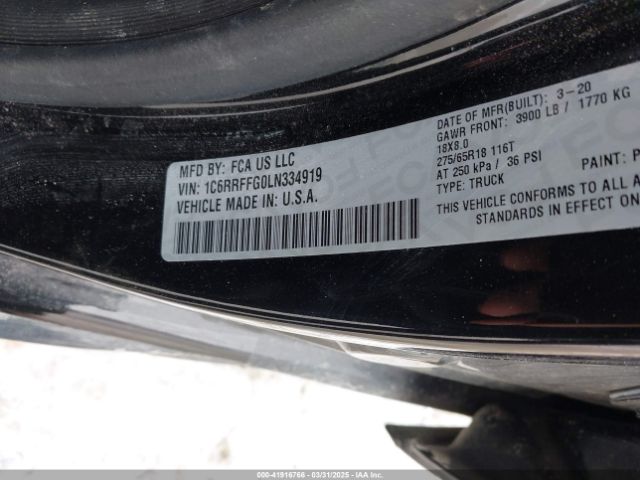 MFD BY: FCA US LLC
VIN: 1C6RRFFG0LN334919
VEHICLE MADE IN: U.S.A.
DATE OF MFR(BUILT): 3-20
GAWR FRONT: 3900 LB / 1770 KG
18X8.0
275/65R18 116T
AT 250 kPa / 36 PSI
TYPE: TRUCK
PAINT:
THIS VEHICLE CONFORMS TO ALL A
STANDARDS IN EFFECT ON
000-41916766 - 03/31/2025 - IAAI Inc.